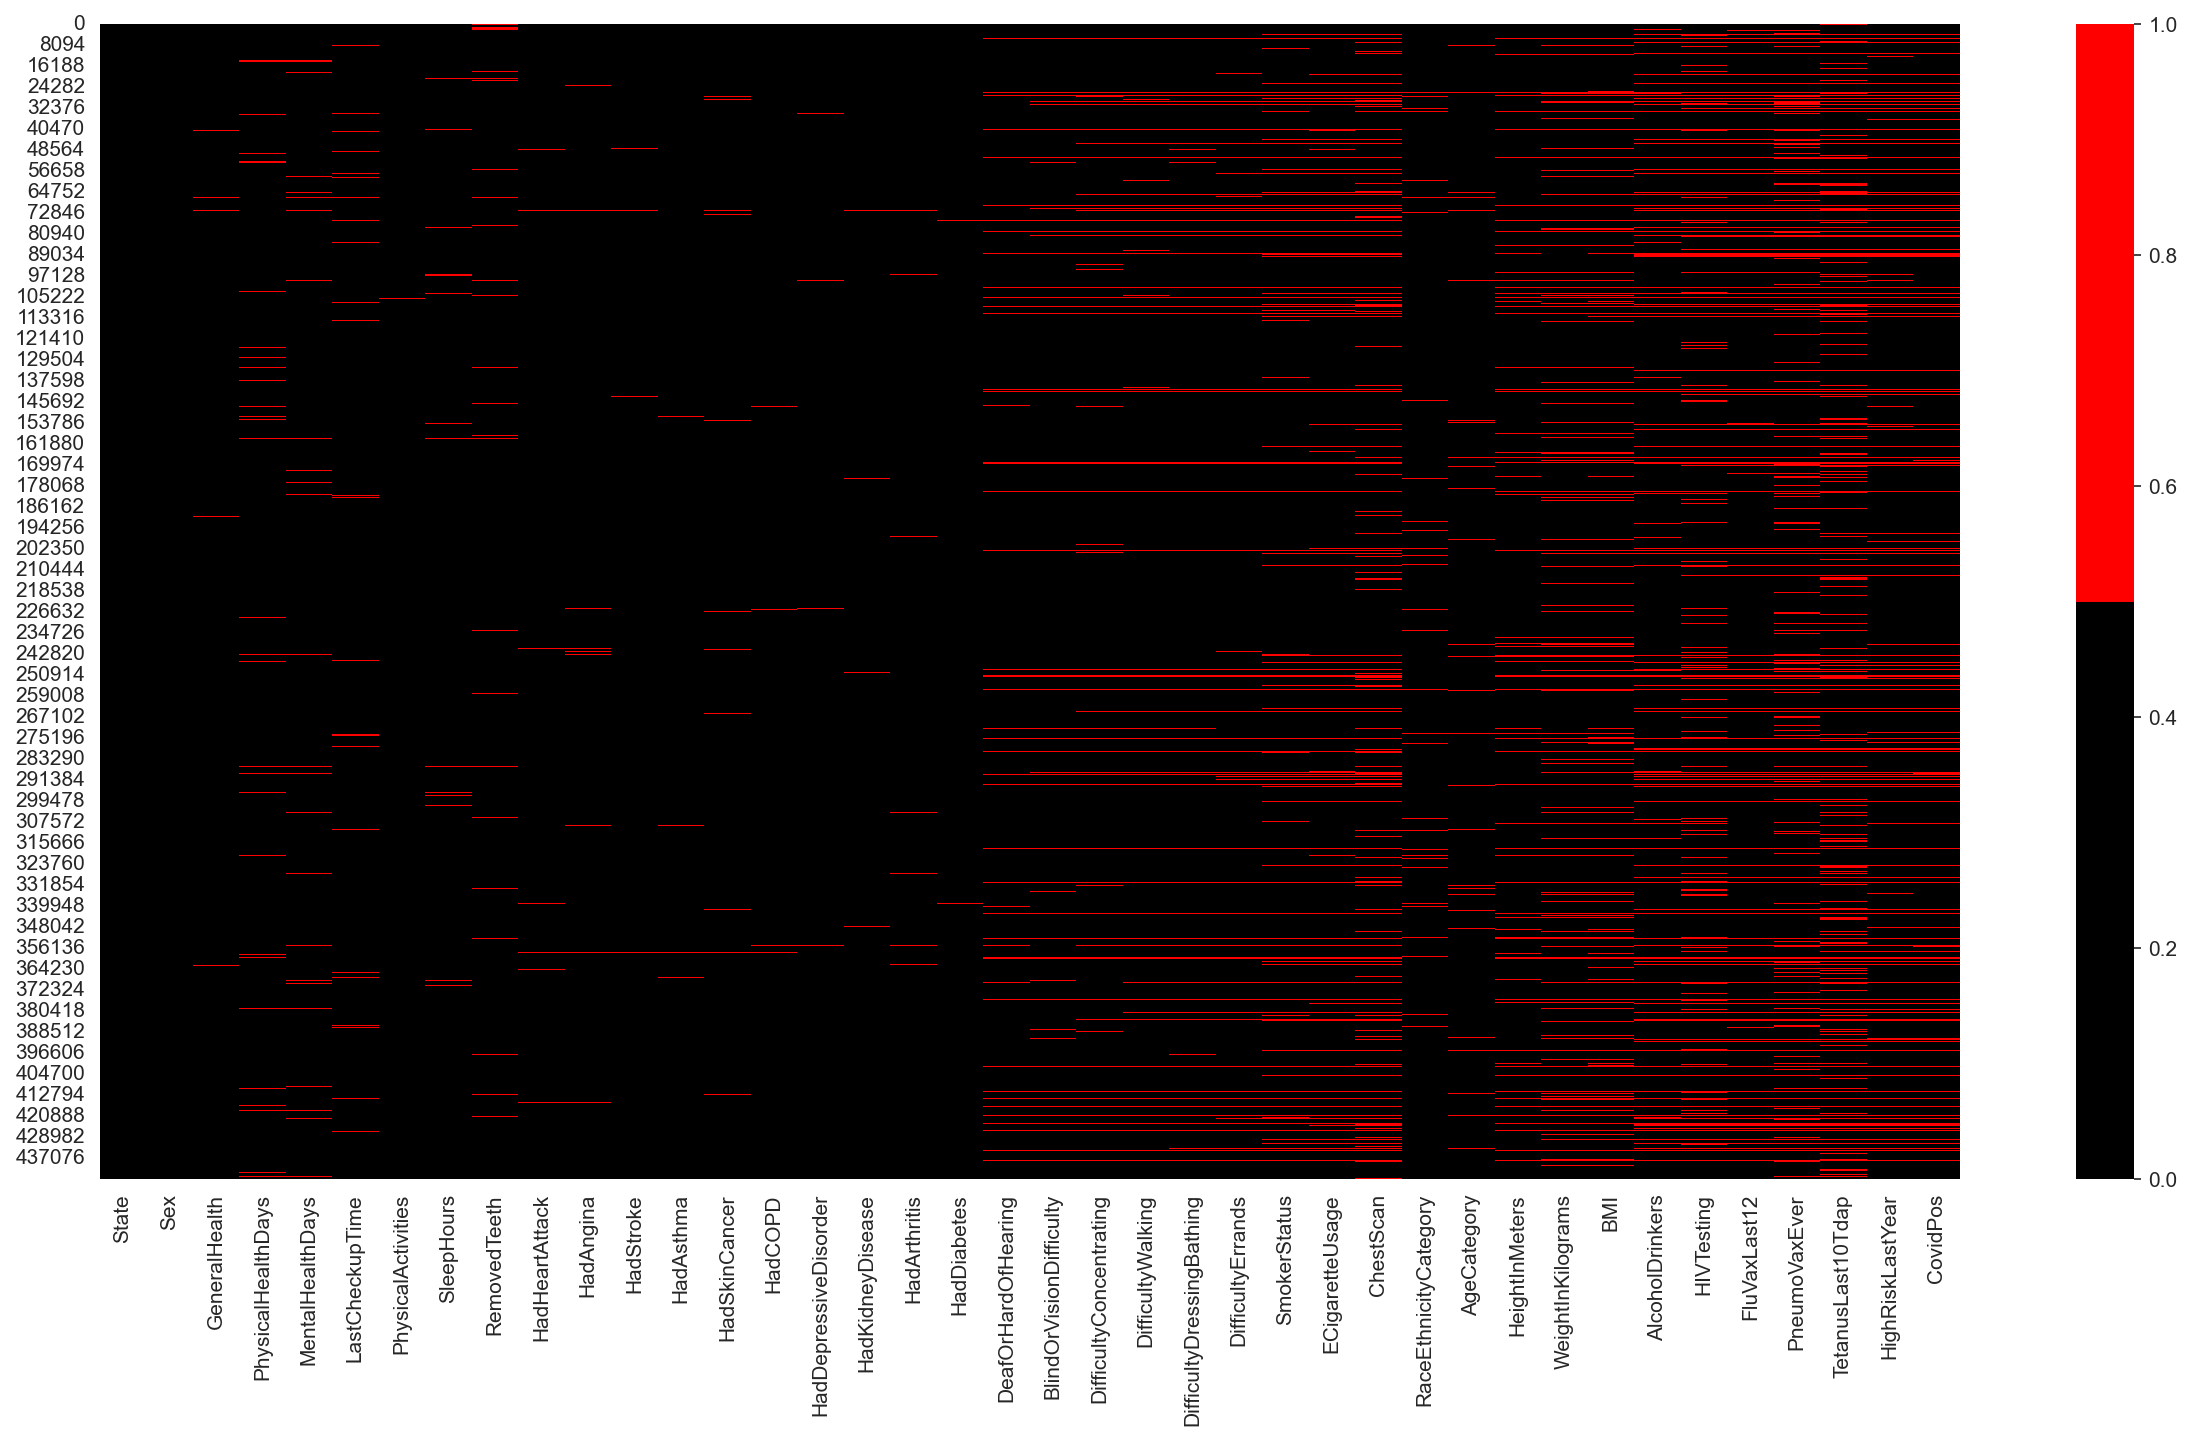 0
8094
16188
24282
32376
40470
48564
56658
64752
72846
80940
89034
97128
105222
113316
121410
129504
137598
145692
153786
161880
169974
178068
186162
194256
202350
210444
218538
226632
234726
242820
250914
259008
267102
275196
283290
291384
299478
307572
315666
323760
331854
339948
348042
356136
364230
372324
380418
388512
396606
404700
412794
420888
428982
437076
State
Sex
GeneralHealth
PhysicalHealthDays
MentalHealthDays
LastCheckupTime
PhysicalActivities
SleepHours
RemovedTeeth
HadHeartAttack
HadAngina
HadStroke
HadAsthma
HadSkinCancer
HadCOPD
HadDepressiveDisorder
HadKidneyDisease
HadArthritis
HadDiabetes
DeafOrHardOfHearing
BlindOrVisionDifficulty
DifficultyConcentrating
DifficultyWalking
DifficultyDressingBathing
DifficultyErrands
SmokerStatus
ECigaretteUsage
ChestScan
RaceEthnicityCategory
AgeCategory
HeightInMeters
WeightInKilograms
BMI
AlcoholDrinkers
HIVTesting
FluVaxLast12
PneumoVaxEver
TetanusLast10Tdap
HighRiskLastYear
CovidPos
1.0
0.8
0.6
0.4
0.2
0.0